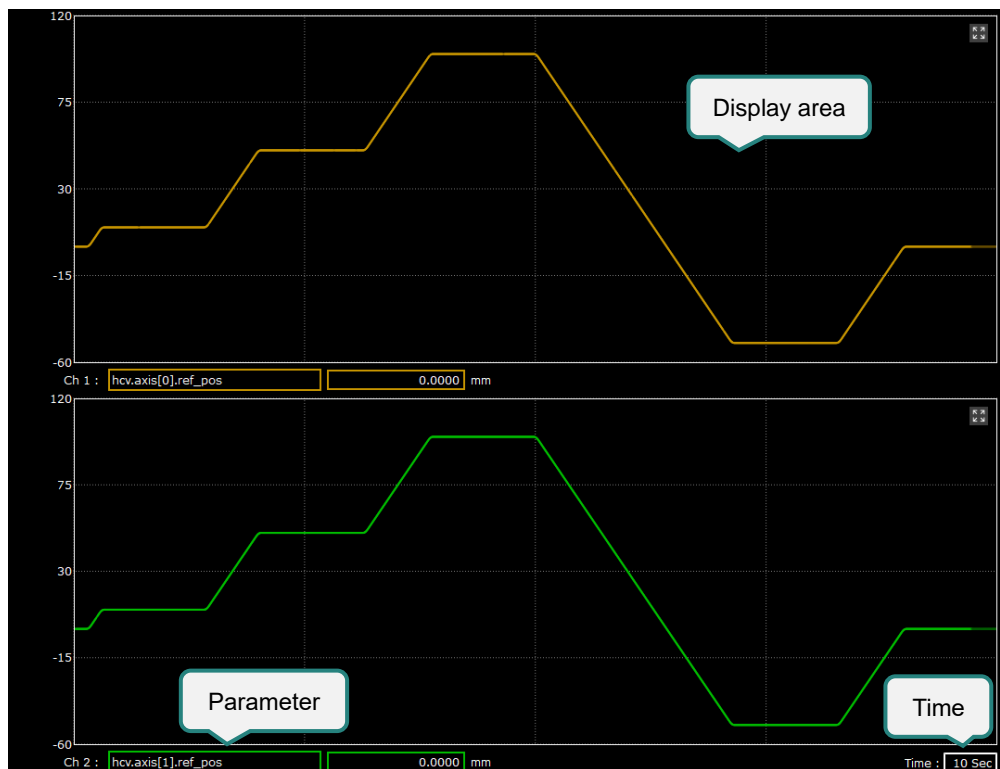 120
Display area
75
30
-15
-60
Ch 1 : hcv.axis[0].ref_pos 0.0000 mm
120
75
30
-15
Parameter
Time
-60
Ch 2 : hcv.axis[1].ref_pos 0.0000 mm Time : 10 Sec